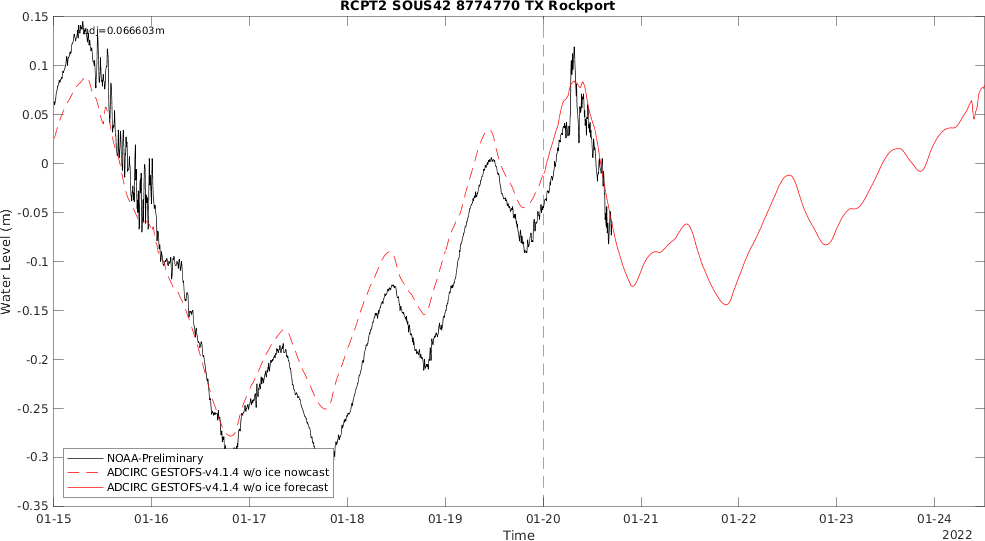 RCPT2 SOUS42 8774770 TX Rockport
adj=0.066603m
0.15
0.1
0.05
0
-0.05
-0.1
-0.15
-0.2
-0.25
-0.3
-0.35
Water Level (m)
NOAA-Preliminary
ADCIRC GESTOFS-v4.1.4 w/o ice nowcast
ADCIRC GESTOFS-v4.1.4 w/o ice forecast
01-15 01-16 01-17 01-18 01-19 01-20 01-21 01-22 01-23 01-24
Time
2022